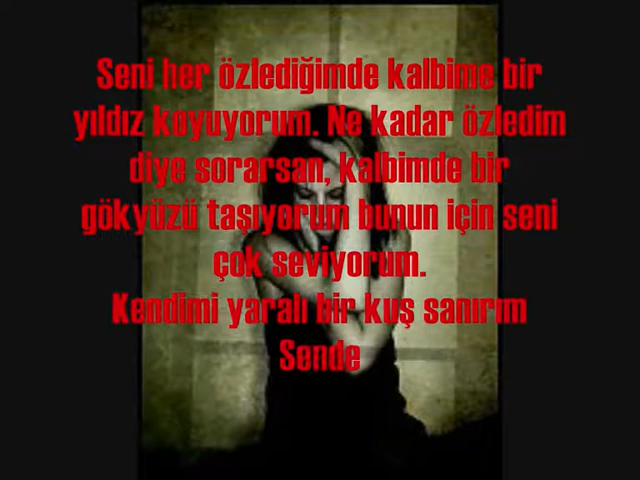 Seni her özlediğimde kalbime bir
yıldız koyuyorum. Ne kadar özledim
diye sorarsan, kalbimde bir
gökyüzü taşıyorum bunun için seni
çok seviyorum.
Kendimi yaralı bir kuş sanırım
Sende